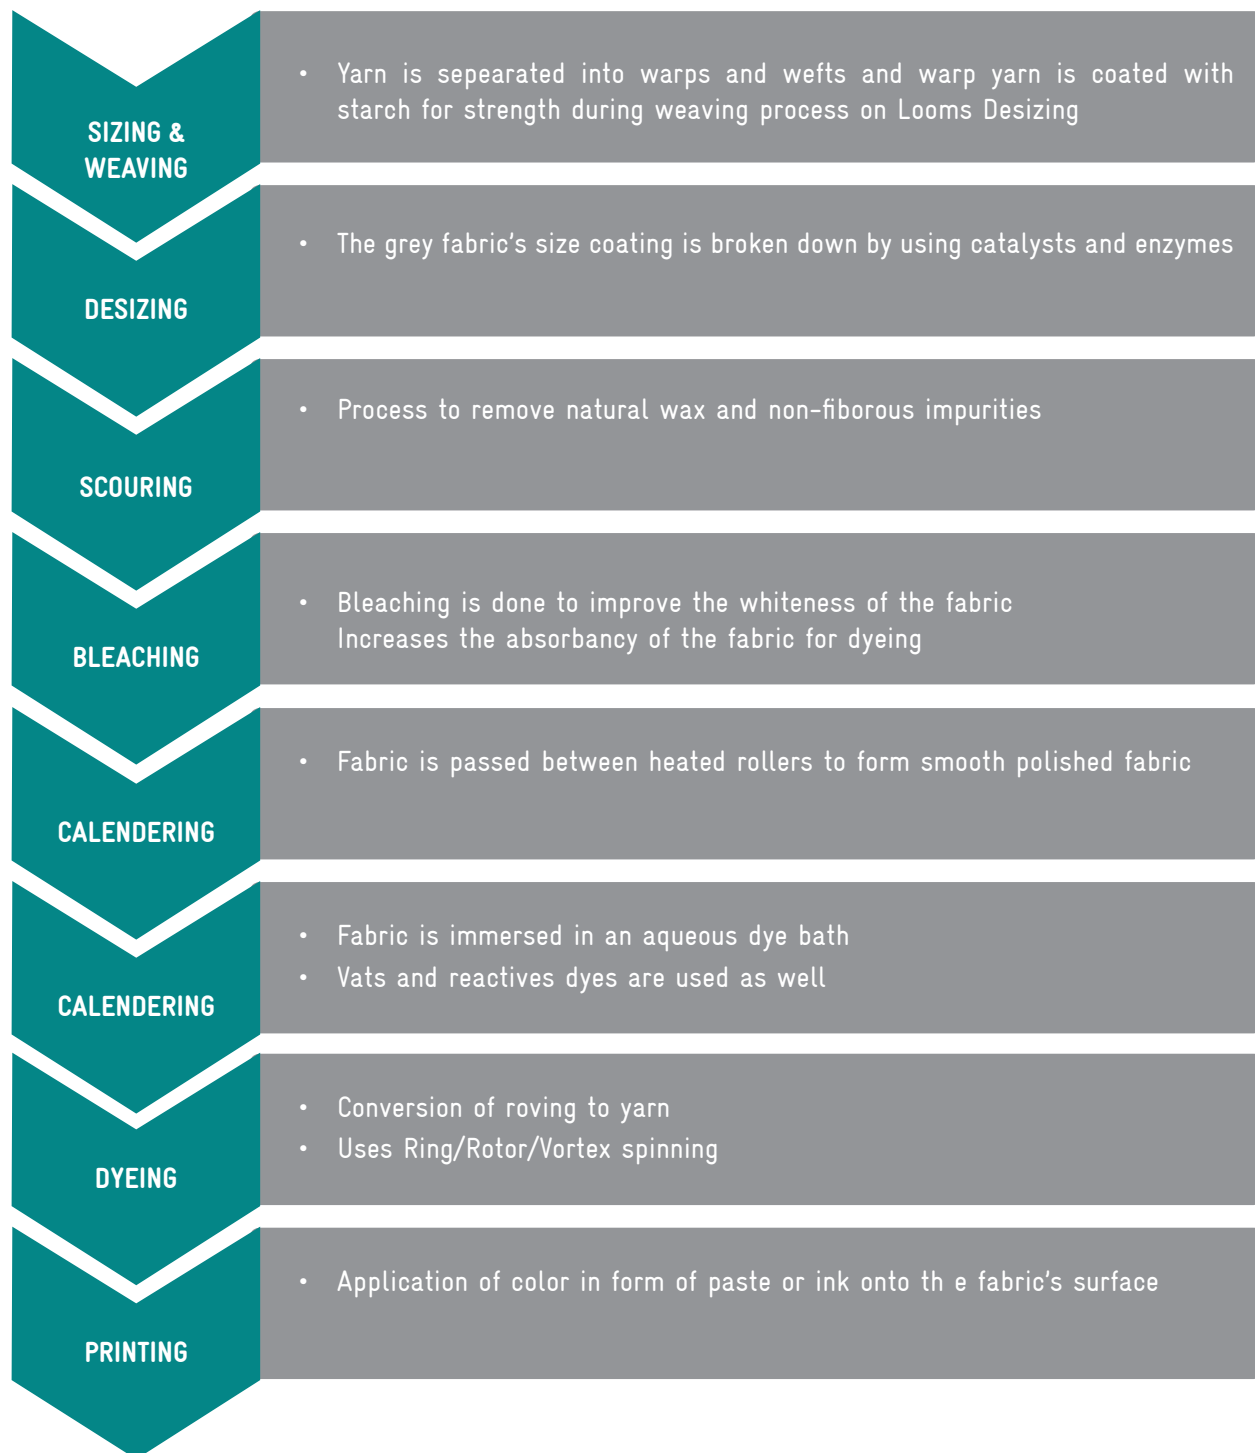 SIZING &
WEAVING
• Yarn is sepearated into warps and wefts and warp yarn is coated with
starch for strength during weaving process on Looms Desizing
DESIZING
• The grey fabric's size coating is broken down by using catalysts and enzymes
SCOURING
• Process to remove natural wax and non-fiborous impurities
BLEACHING
• Bleaching is done to improve the whiteness of the fabric
Increases the absorbancy of the fabric for dyeing
CALENDERING
• Fabric is passed between heated rollers to form smooth polished fabric
CALENDERING
• Fabric is immersed in an aqueous dye bath
• Vats and reactives dyes are used as well
DYEING
• Conversion of roving to yarn
• Uses Ring/Rotor/Vortex spinning
PRINTING
• Application of color in form of paste or ink onto th e fabric's surface